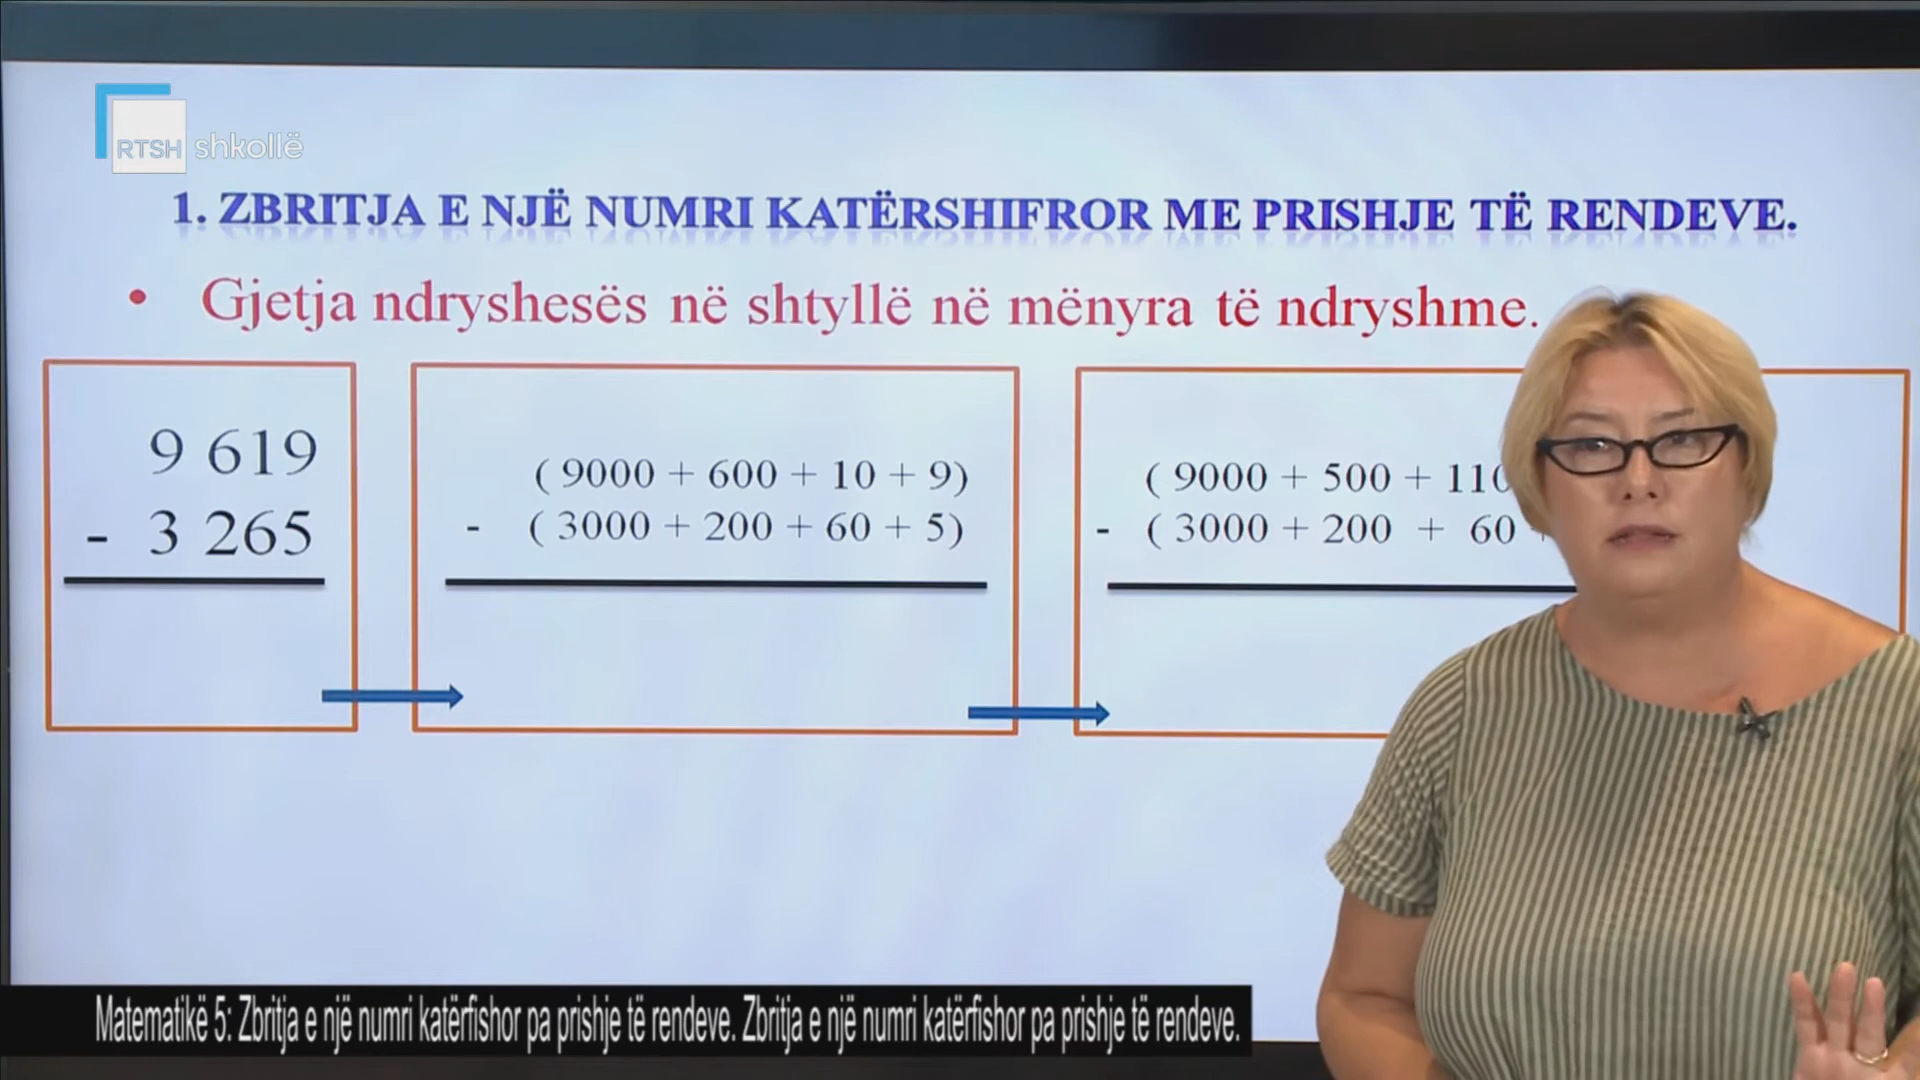 RTSH shkollë
1. ZBRITJA E NJË NUMRI KATËRSHIFROR ME PRISHJE TË RENDEVE.
• Gjetja ndryshesës në shtyllë në mënyra të ndryshme.
9 619
- 3 265
( 9000 + 600 + 10 + 9)
- ( 3000 + 200 + 60 + 5)
( 9000 + 500 + 110
- ( 3000 + 200 + 60 +
Matematikë 5: Zbritja e një numri katërfishor pa prishje të rendeve. Zbritja e një numri katërfishor pa prishje të rendeve.